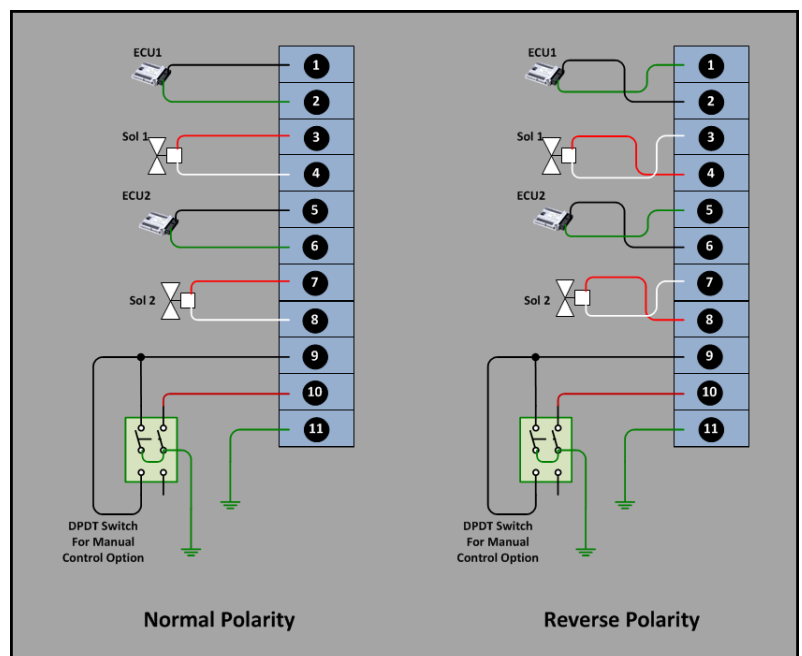 ECU1
1
2
Sol 1
3
4
ECU2
5
6
7
Sol 2
8
9
10
11
DPDT Switch
For Manual
Control Option
Normal Polarity
ECU1
1
2
Sol 1
3
4
ECU2
5
6
7
Sol 2
8
9
10
11
DPDT Switch
For Manual
Control Option
Reverse Polarity